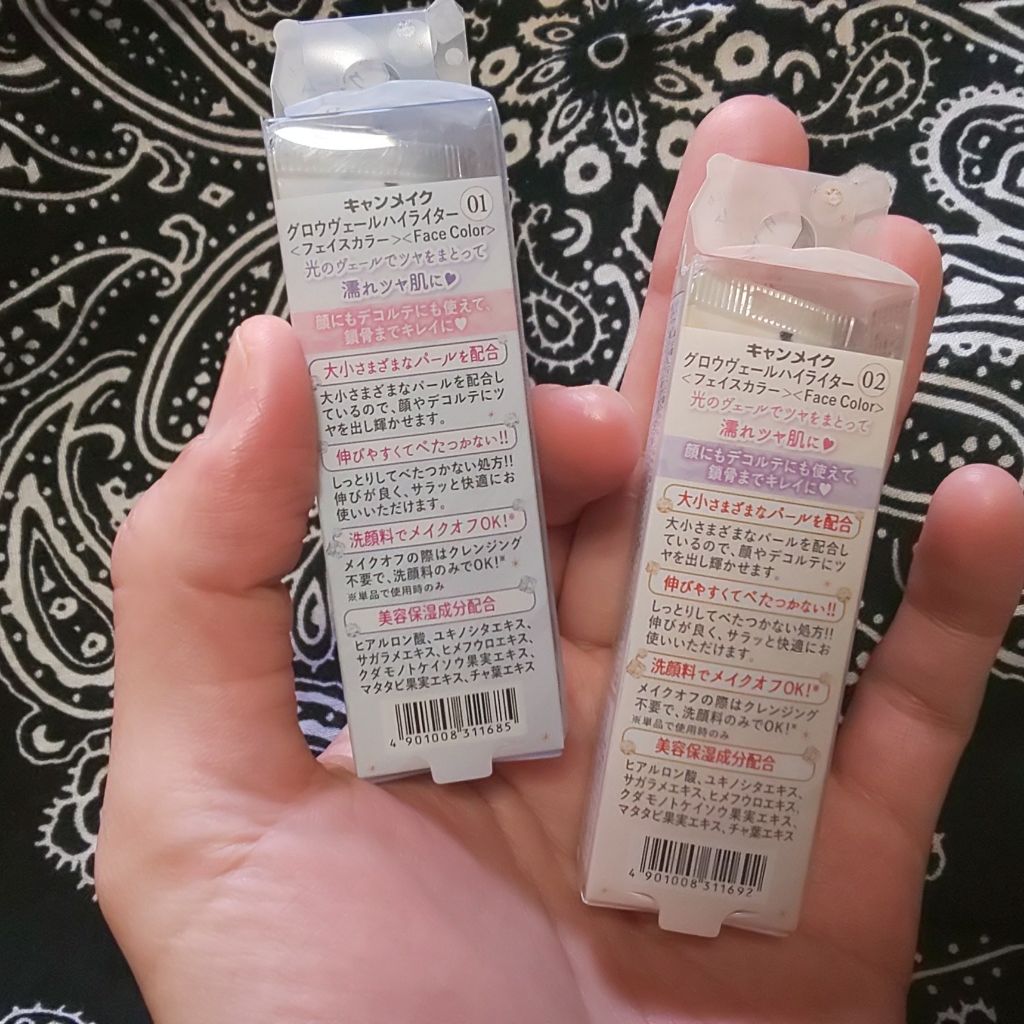 キャンメイク
グロウヴェールハイライター 01
<フェイスカラー><Face Color>
光のヴェールでツヤをまとって
濡れツヤ肌に♥
顔にもデコルテにも使えて、
鎖骨までキレイに♡
大小さまざまなパールを配合
大小さまざまなパールを配合し
ているので、顔やデコルテにツ
ヤを出し輝かせます。
伸びやすくてべたつかない!!
しっとりしてべたつかない処方!!
伸びが良く、サラッと快適にお
使いいただけます。
洗顔料でメイクオフOK!*
メイクオフの際はクレンジング
不要で、洗顔料のみでOK!*
※単品で使用時のみ
美容保湿成分配合
ヒアルロン酸、ユキノシタエキス、
サガラメエキス、ヒメフウロエキス、
クダモノトケイソウ果実エキス、
マタタビ果実エキス、チャ葉エキス
4 901008 311685
キャンメイク
グロウヴェールハイライター 02
<フェイスカラー><Face Color>
光のヴェールでツヤをまとって
濡れツヤ肌に♥
顔にもデコルテにも使えて、
鎖骨までキレイに♡
大小さまざまなパールを配合
大小さまざまなパールを配合し
ているので、顔やデコルテにツ
ヤを出し輝かせます。
伸びやすくてべたつかない!!
しっとりしてべたつかない処方!!
伸びが良く、サラッと快適にお
使いいただけます。
洗顔料でメイクオフOK!*
メイクオフの際はクレンジング
不要で、洗顔料のみでOK!*
※単品で使用時のみ
美容保湿成分配合
ヒアルロン酸、ユキノシタエキス、
サガラメエキス、ヒメフウロエキス、
クダモノトケイソウ果実エキス、
マタタビ果実エキス、チャ葉エキス
4 901008 311692